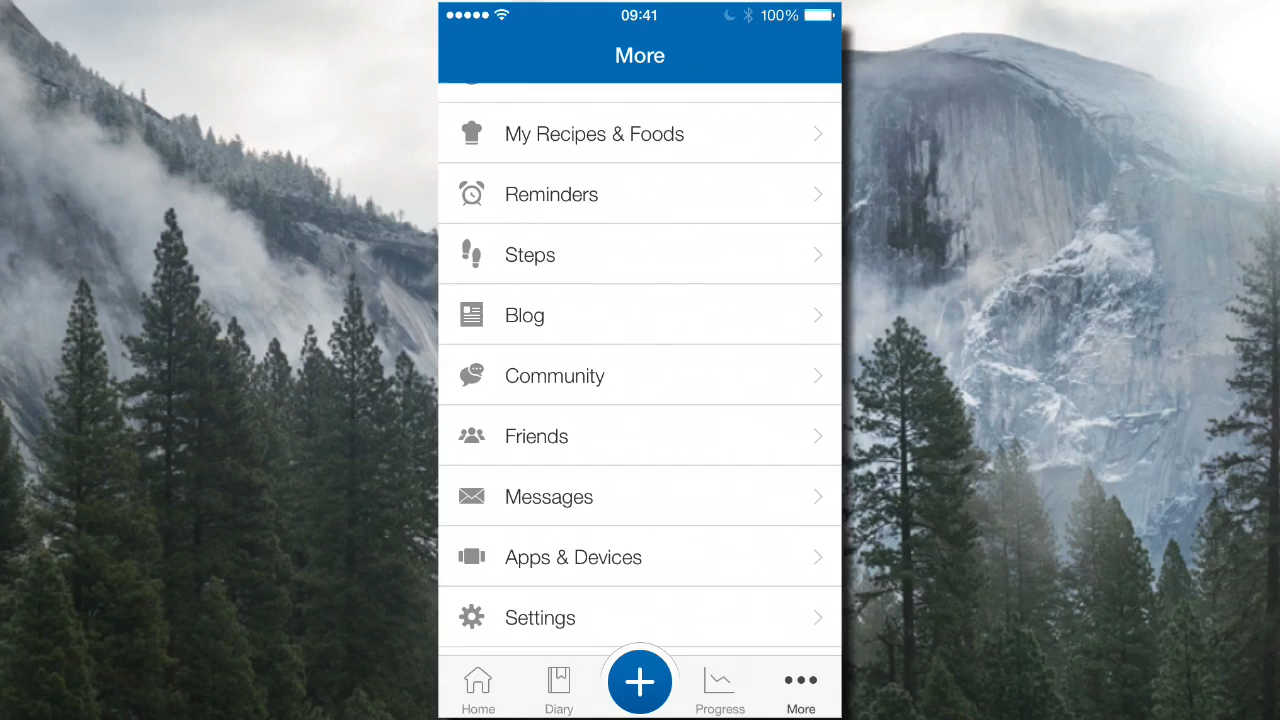 09:41
100%
More
My Recipes & Foods
Reminders
Steps
Blog
Community
Friends
Messages
Apps & Devices
Settings
Home
Diary
Progress
More